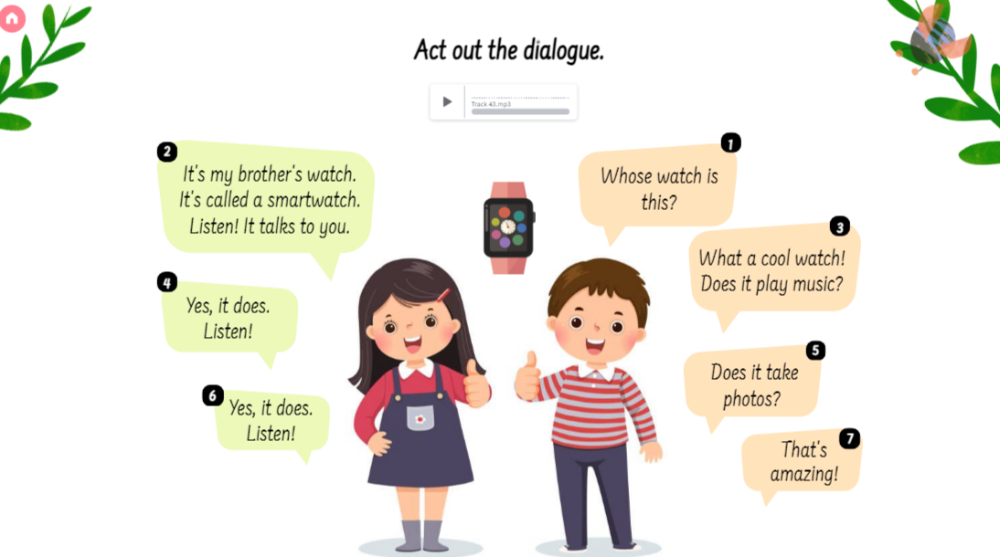 Act out the dialogue.
Track 43.mp3
1
Whose watch is
this?
2
It's my brother's watch.
It's called a smartwatch.
Listen! It talks to you.
3
What a cool watch!
Does it play music?
4
Yes, it does.
Listen!
5
Does it take
photos?
6
Yes, it does.
Listen!
7
That's
amazing!